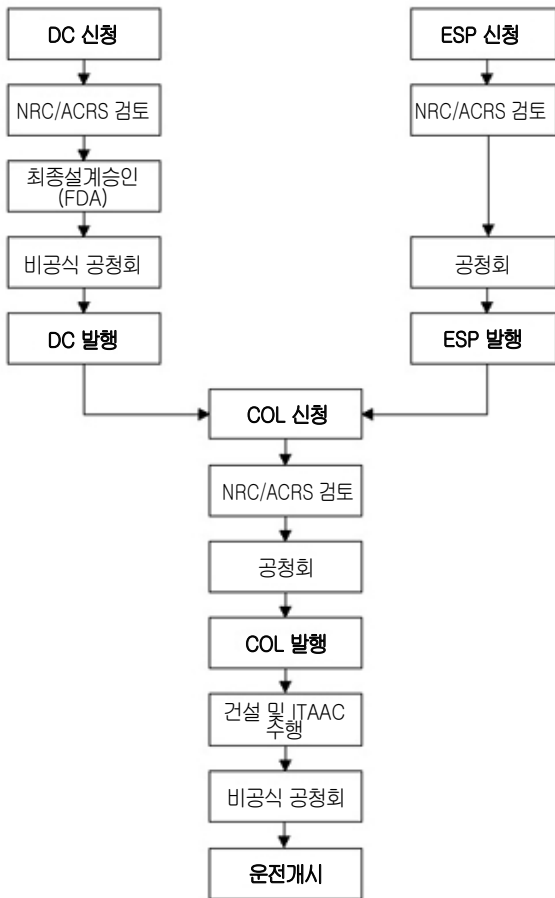 DC 신청
NRC/ACRS 검토
최종설계승인
(FDA)
비공식 공청회
DC 발행
ESP 신청
NRC/ACRS 검토
공청회
ESP 발행
COL 신청
NRC/ACRS 검토
공청회
COL 발행
건설 및 ITAAC
수행
비공식 공청회
운전개시